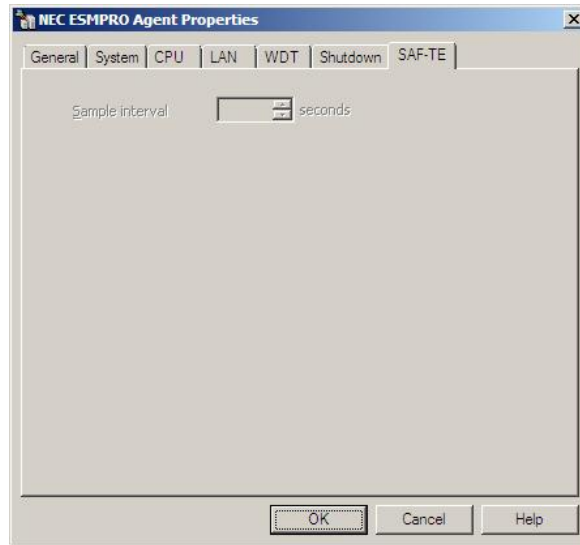 NEC ESMPRO Agent Properties
General System CPU LAN WDT Shutdown SAF-TE
Sample interval seconds
OK Cancel Help